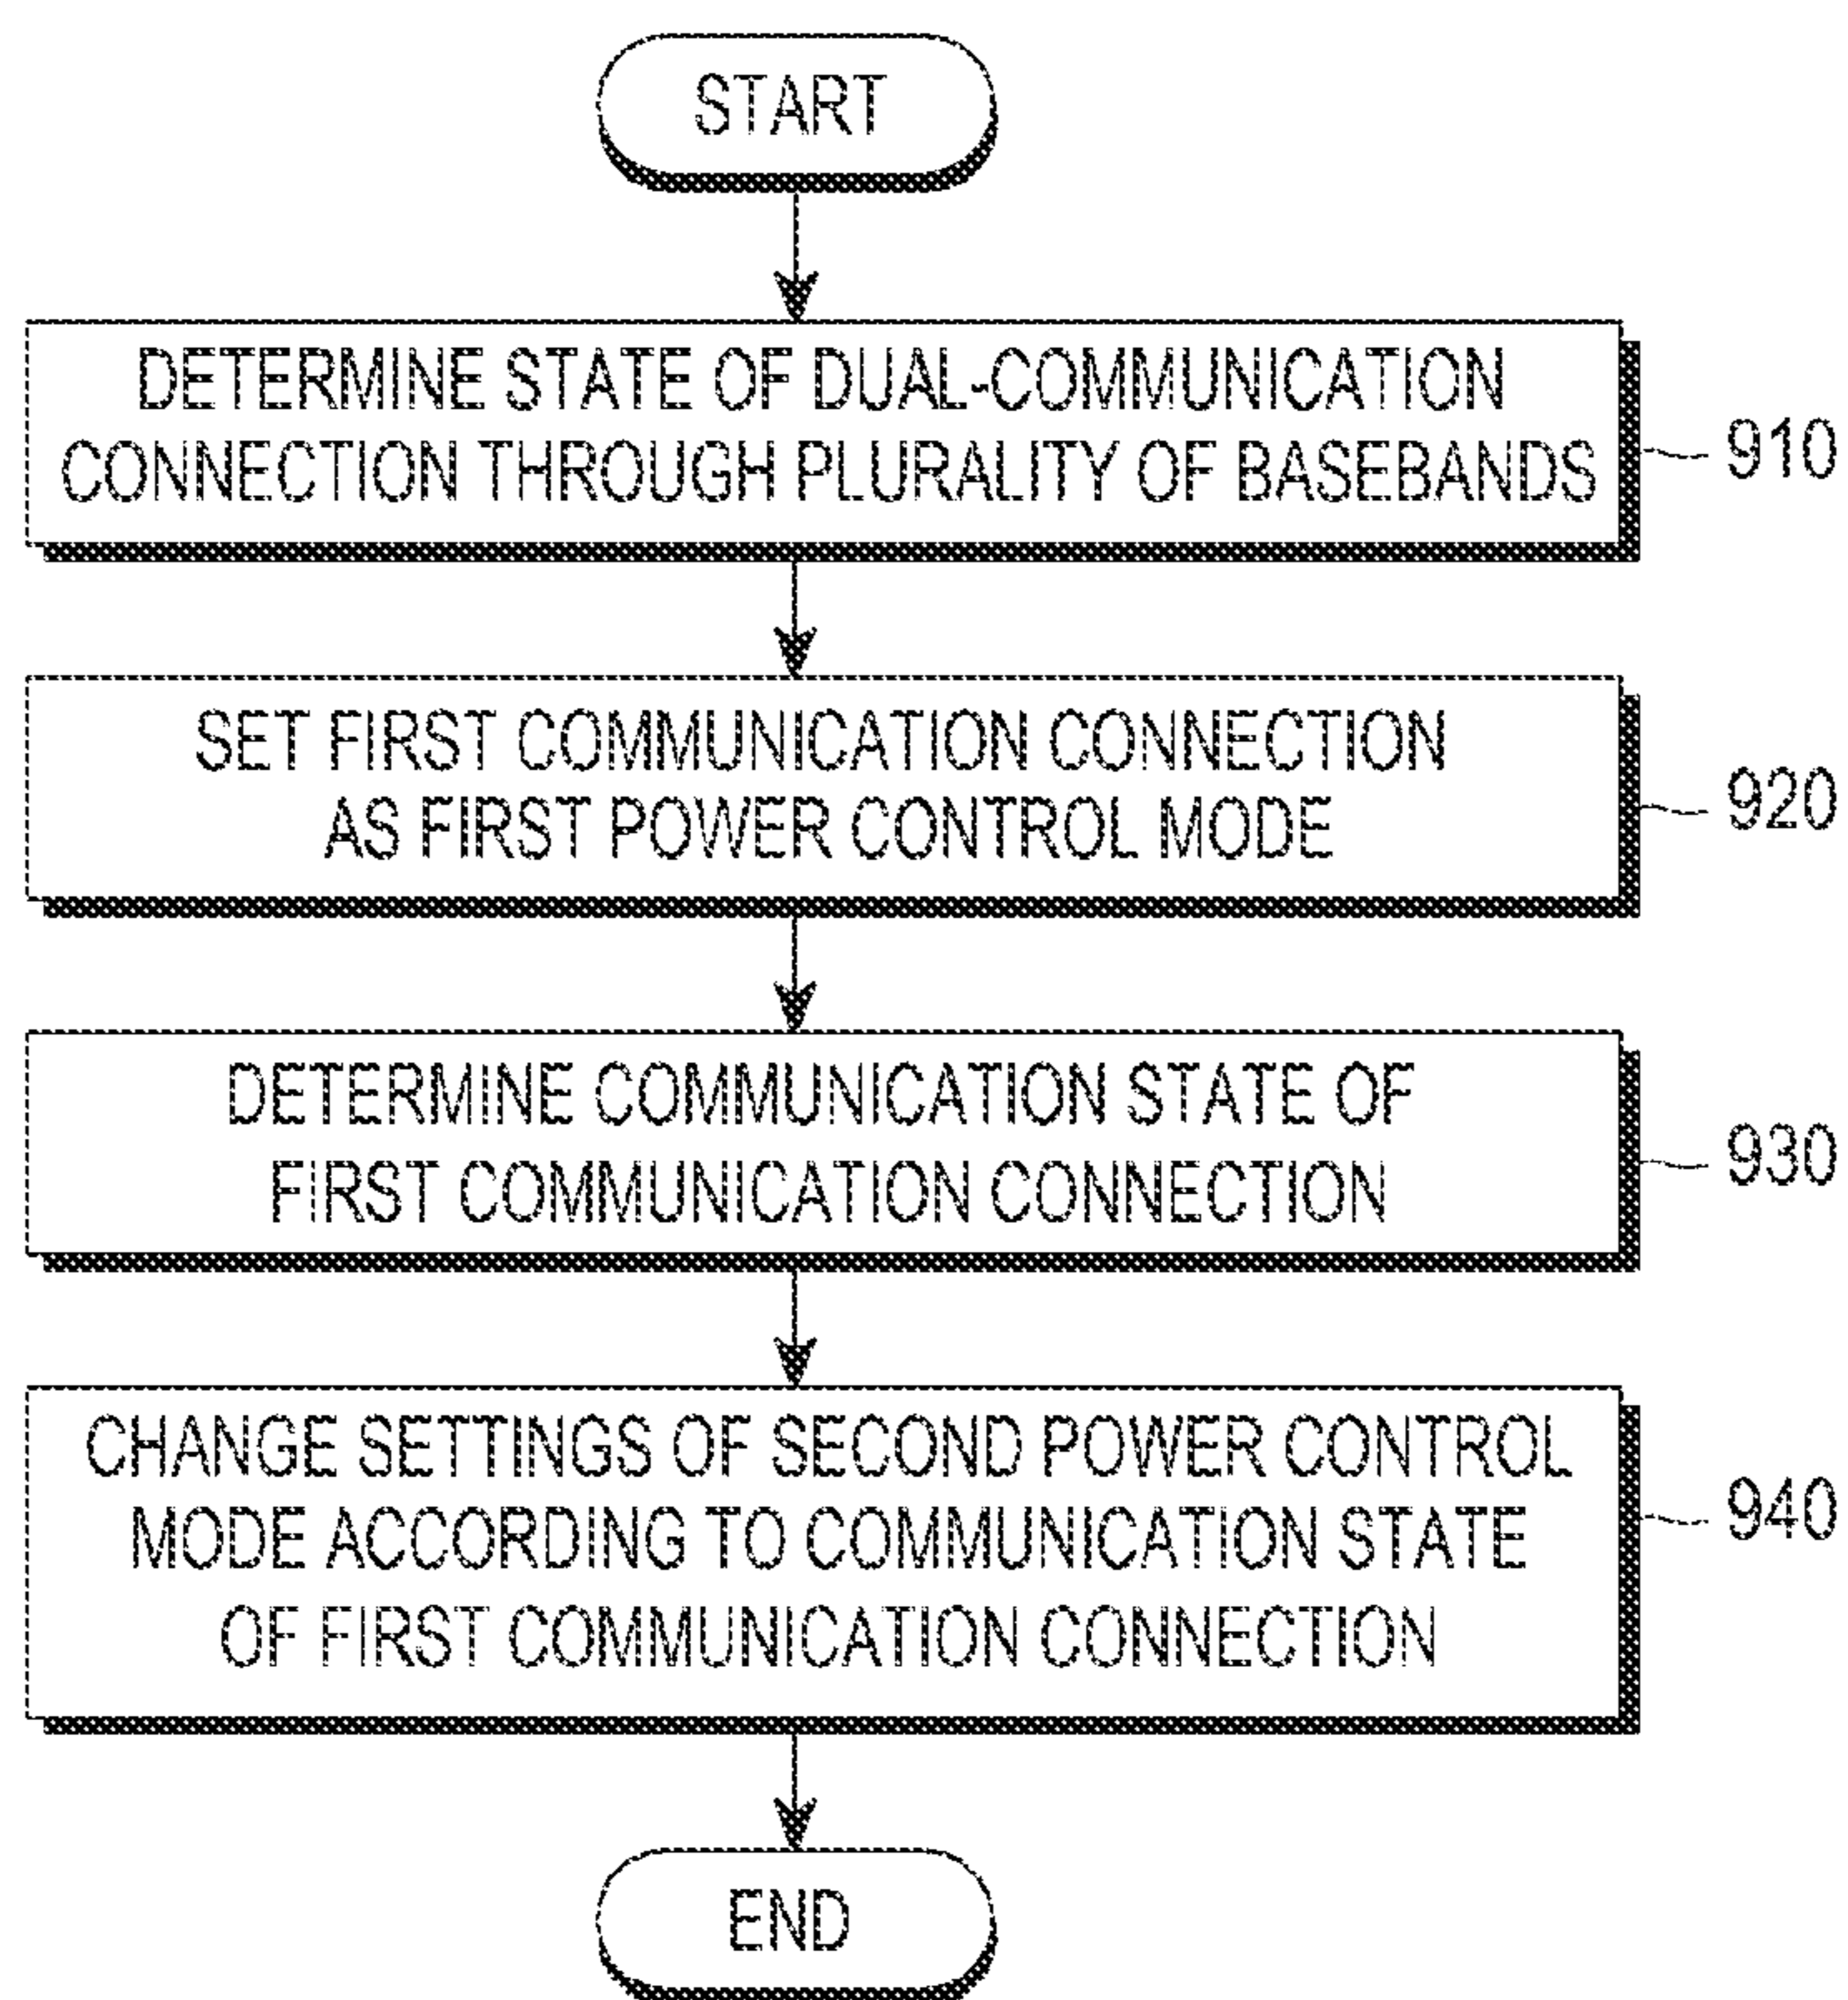 START
DETERMINE STATE OF DUAL-COMMUNICATION
CONNECTION THROUGH PLURALITY OF BASEBANDS
910
SET FIRST COMMUNICATION CONNECTION
AS FIRST POWER CONTROL MODE
920
DETERMINE COMMUNICATION STATE OF
FIRST COMMUNICATION CONNECTION
930
CHANGE SETTINGS OF SECOND POWER CONTROL
MODE ACCORDING TO COMMUNICATION STATE
OF FIRST COMMUNICATION CONNECTION
940
END